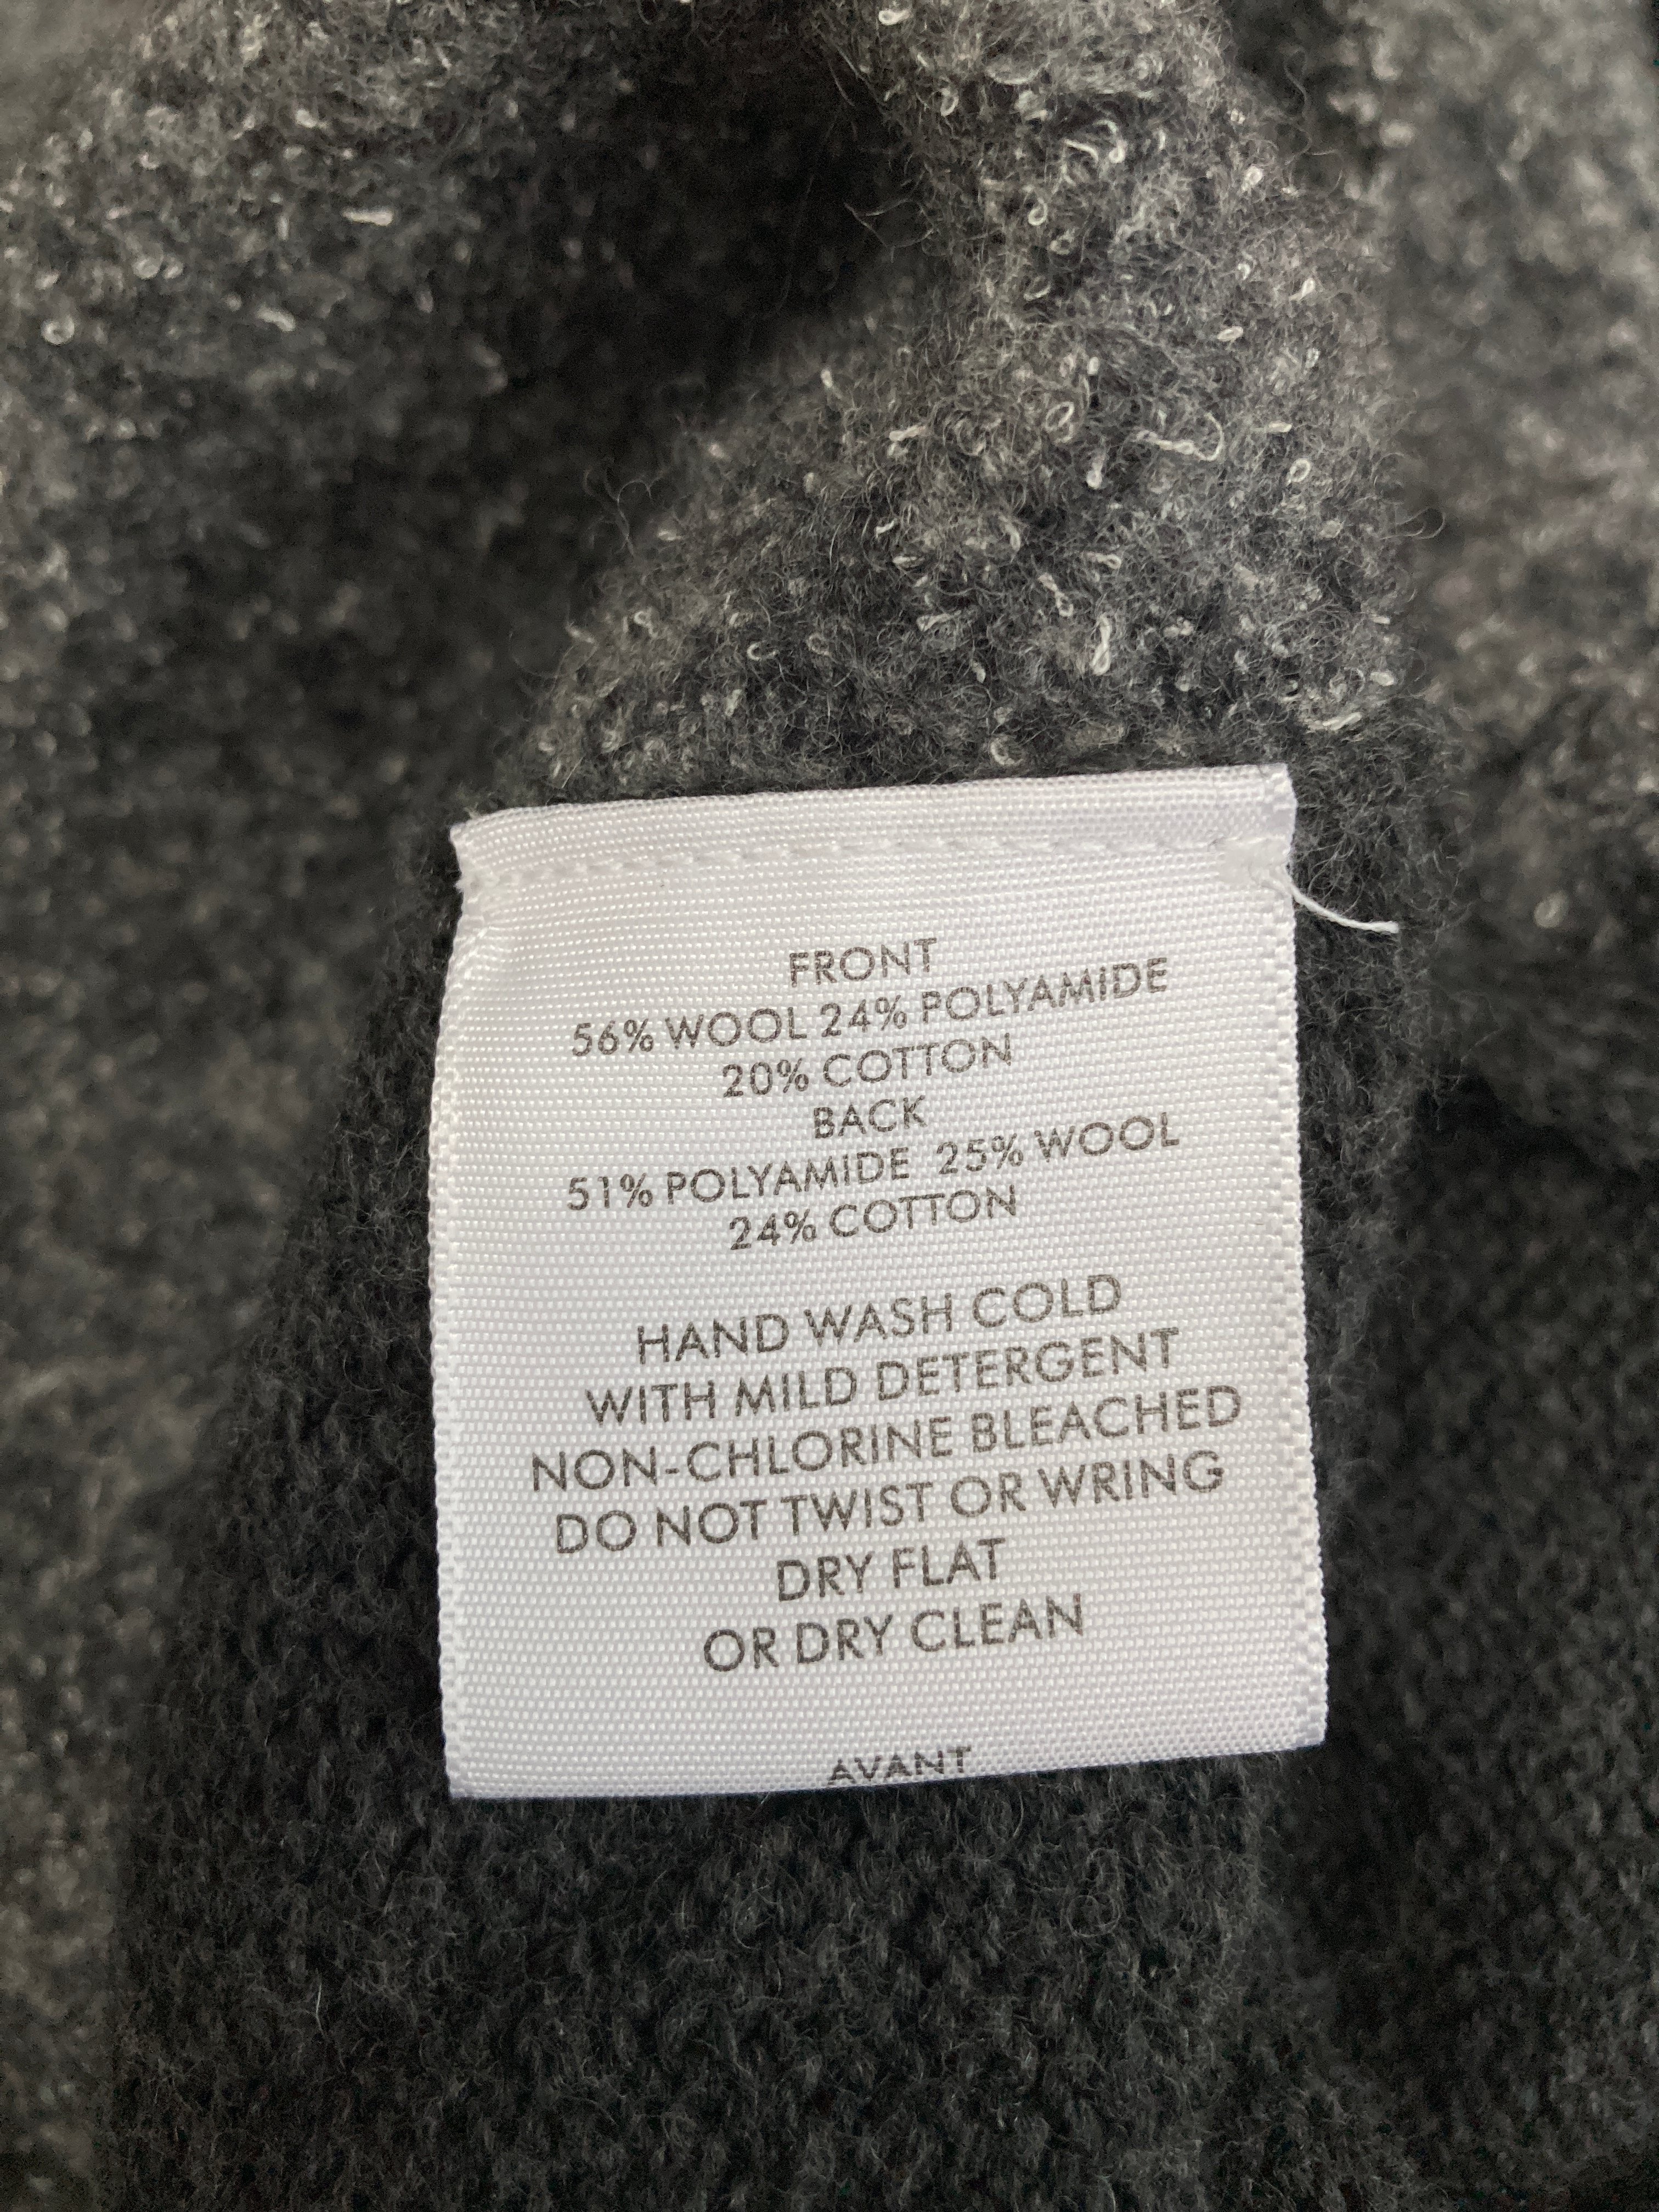 FRONT
56% WOOL 24% POLYAMIDE
20% COTTON
BACK
51% POLYAMIDE 25% WOOL
24% COTTON
HAND WASH COLD
WITH MILD DETERGENT
NON-CHLORINE BLEACHED
DO NOT TWIST OR WRING
DRY FLAT
OR DRY CLEAN
AVANT